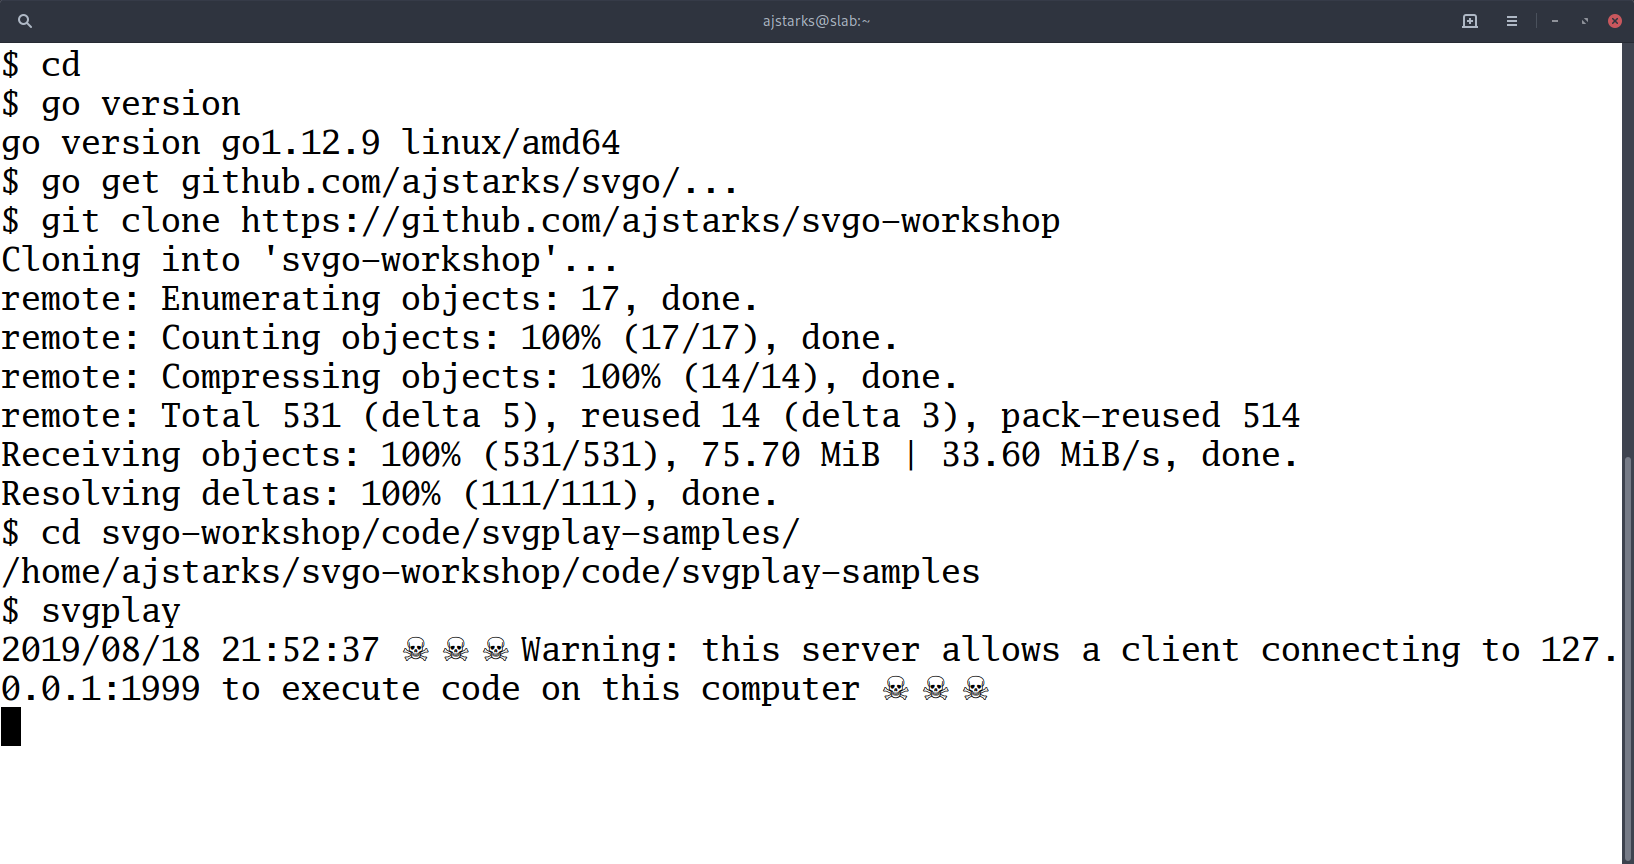 ajstarks@slab:~
$ cd
$ go version
go version go1.12.9 linux/amd64
$ go get github.com/ajstarks/svgo/...
$ git clone https://github.com/ajstarks/svgo-workshop
Cloning into 'svgo-workshop'...
remote: Enumerating objects: 17, done.
remote: Counting objects: 100% (17/17), done.
remote: Compressing objects: 100% (14/14), done.
remote: Total 531 (delta 5), reused 14 (delta 3), pack-reused 514
Receiving objects: 100% (531/531), 75.70 MiB | 33.60 MiB/s, done.
Resolving deltas: 100% (111/111), done.
$ cd svgo-workshop/code/svgplay-samples/
/home/ajstarks/svgo-workshop/code/svgplay-samples
$ svgplay
2019/08/18 21:52:37 ☠ ☠ ☠ Warning: this server allows a client connecting to 127.
0.0.1:1999 to execute code on this computer ☠ ☠ ☠